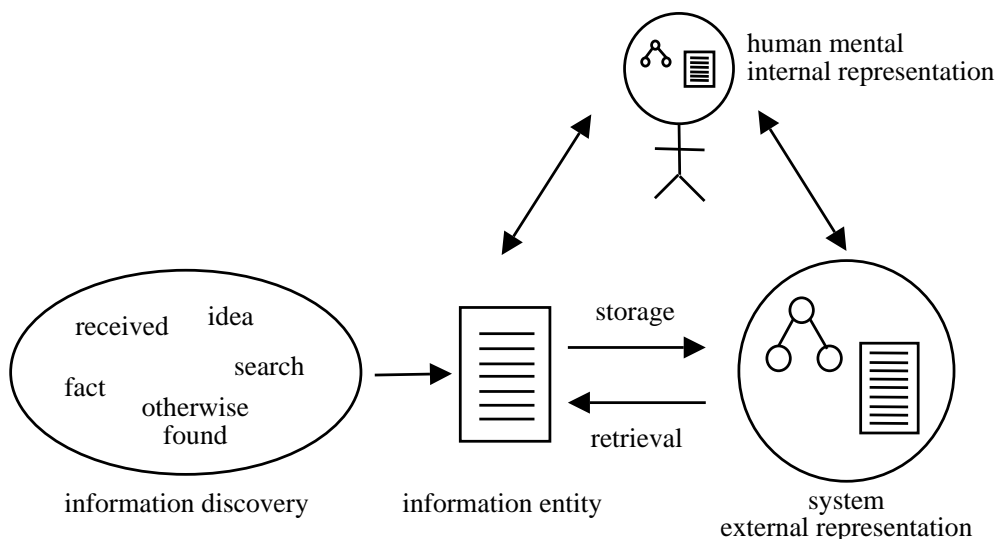 human mental
internal representation
received
idea
search
fact
otherwise
found
storage
retrieval
information discovery
information entity
system
external representation